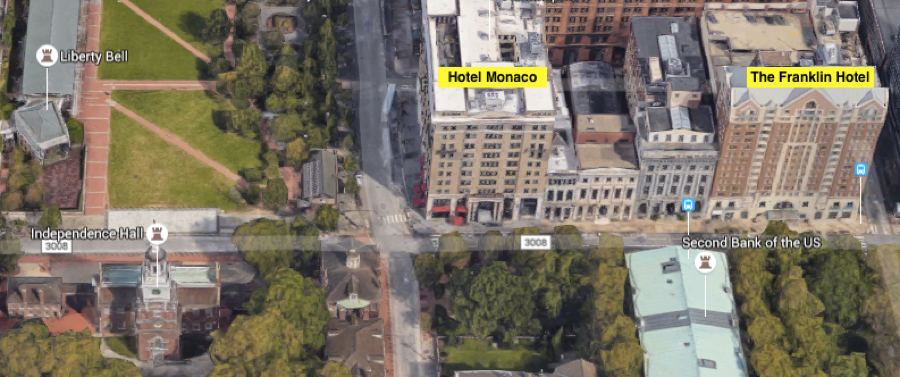 Liberty Bell
Hotel Monaco
The Franklin Hotel
Independence Hall
3008
3008
Second Bank of the US